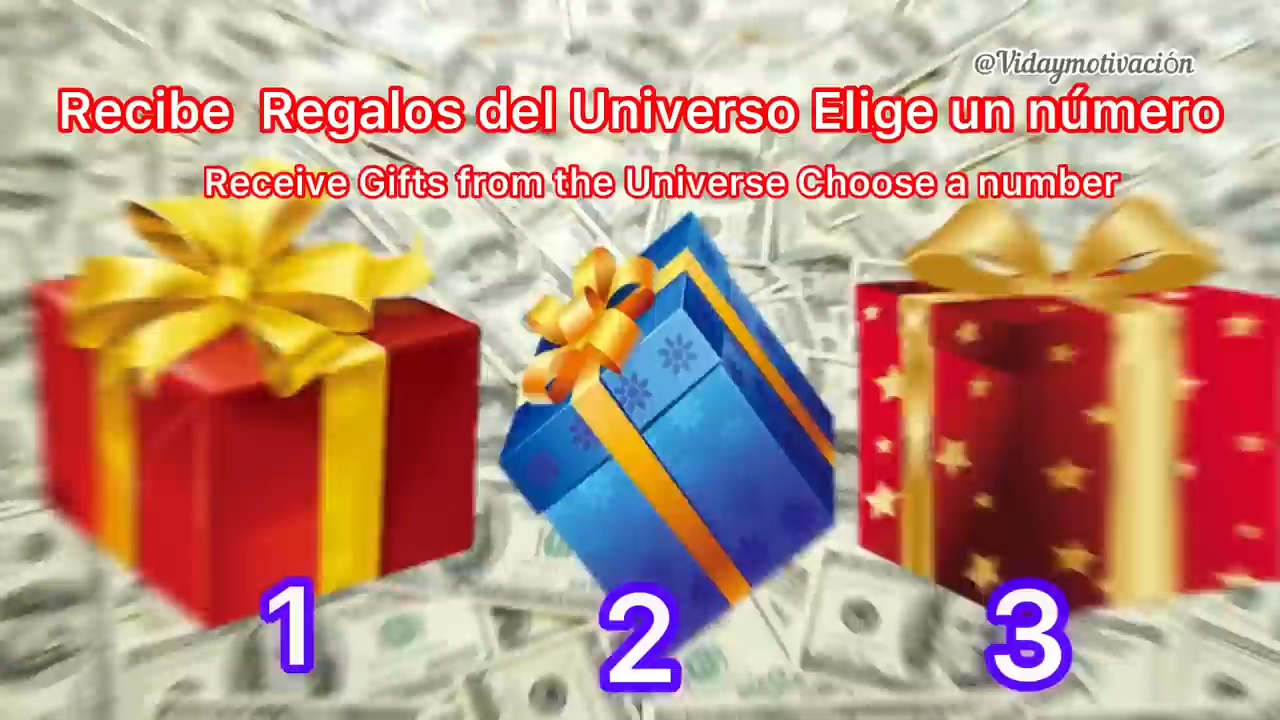 @Vidaymotivación
Recibe Regalos del Universo Elige un número
Receive Gifts from the Universe Choose a number
1 2 3